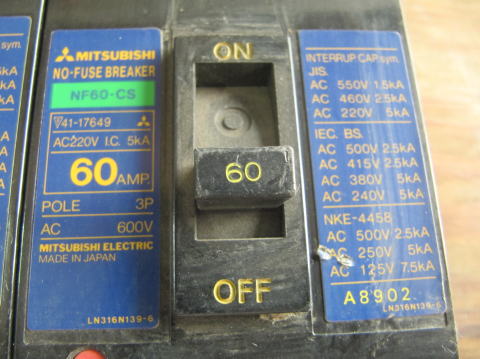 MITSUBISHI
NO-FUSE BREAKER
NF60-CS
41-17649
AC220V I.C. 5kA
60 AMP.
POLE 3P
AC 600V
MITSUBISHI ELECTRIC
MADE IN JAPAN
LN316N139-6
ON
60
OFF
INTERRUP CAP. sym.
JIS.
AC 550V 1.5kA
AC 460V 2.5kA
AC 220V 5kA
IEC. BS.
AC 500V 2.5kA
AC 415V 2.5kA
AC 380V 5kA
AC 240V 5kA
NKE-4458
AC 500V 2.5kA
AC 250V 5kA
AC 125V 7.5kA
A8902
LN316N139-6